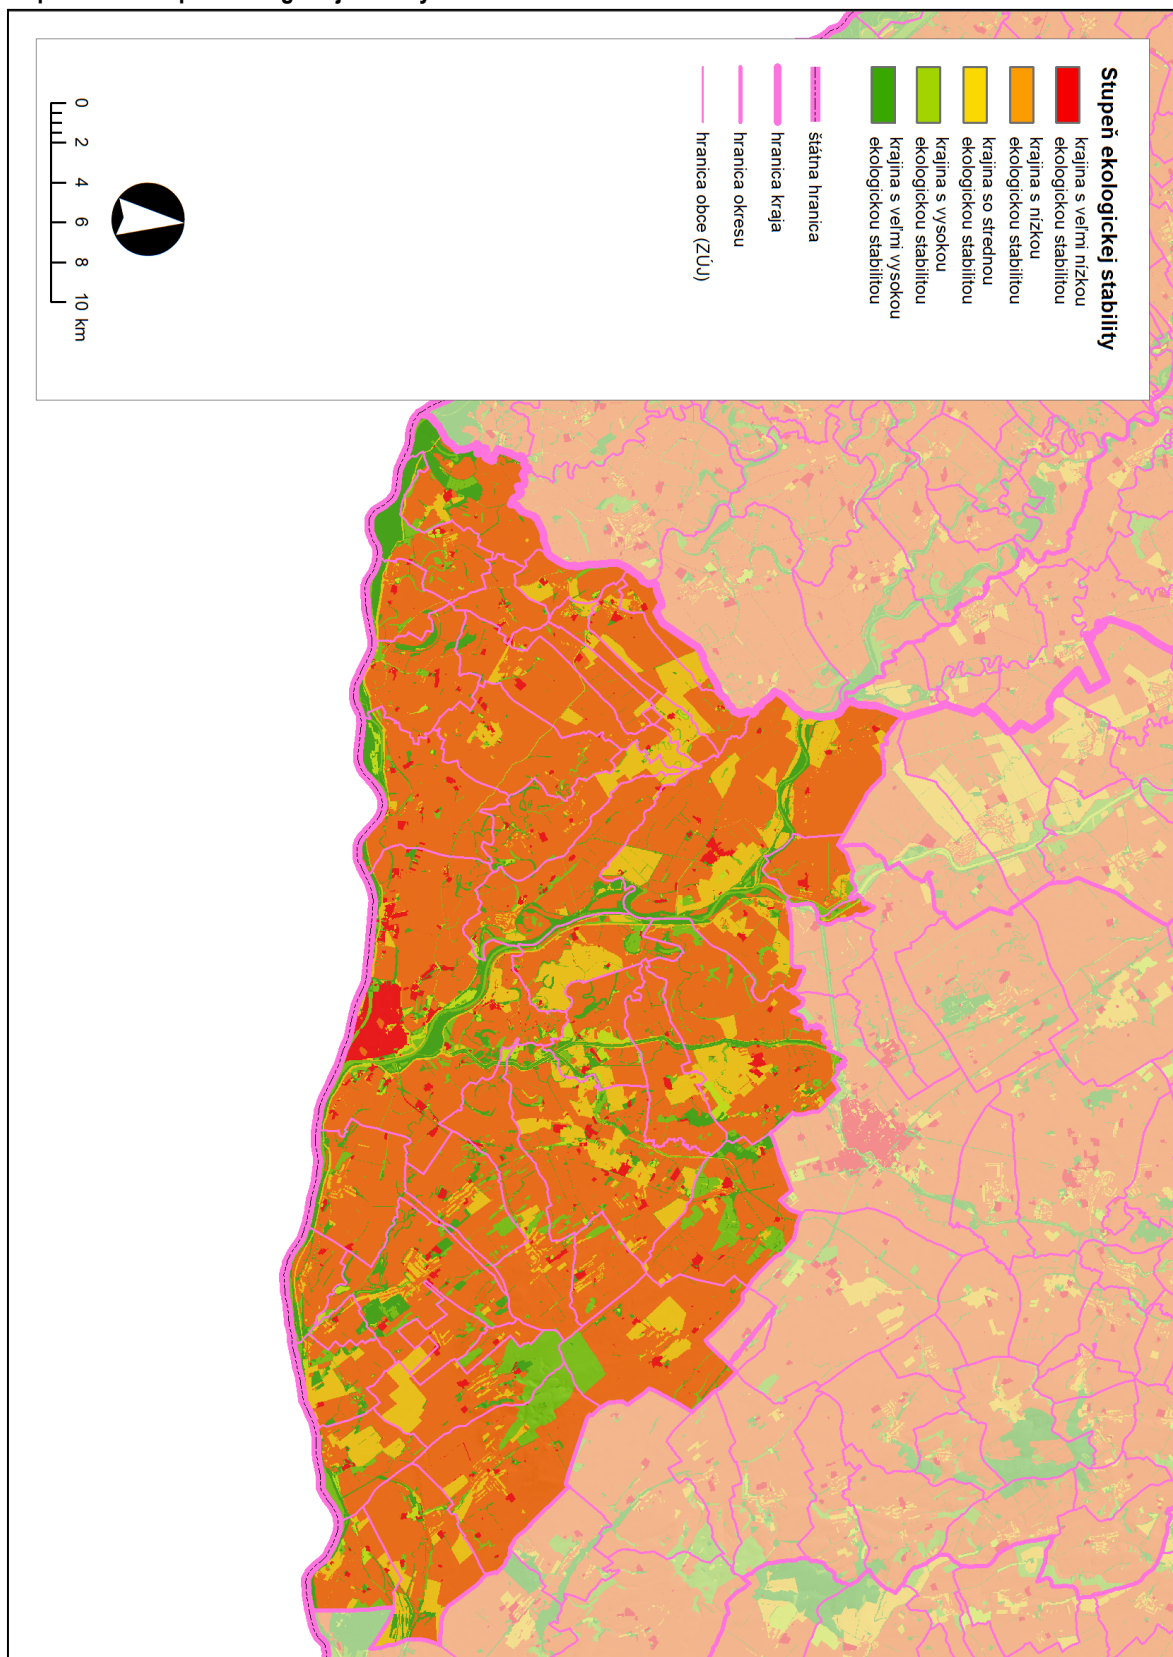 Stupeň ekologickej stability
krajina s veľmi nízkou
ekologickou stabilitou
krajina s nízkou
ekologickou stabilitou
krajina so strednou
ekologickou stabilitou
krajina s vysokou
ekologickou stabilitou
krajina s veľmi vysokou
ekologickou stabilitou
štátna hranica
hranica kraja
hranica okresu
hranica obce (ZÚJ)
0 2 4 6 8 10 km